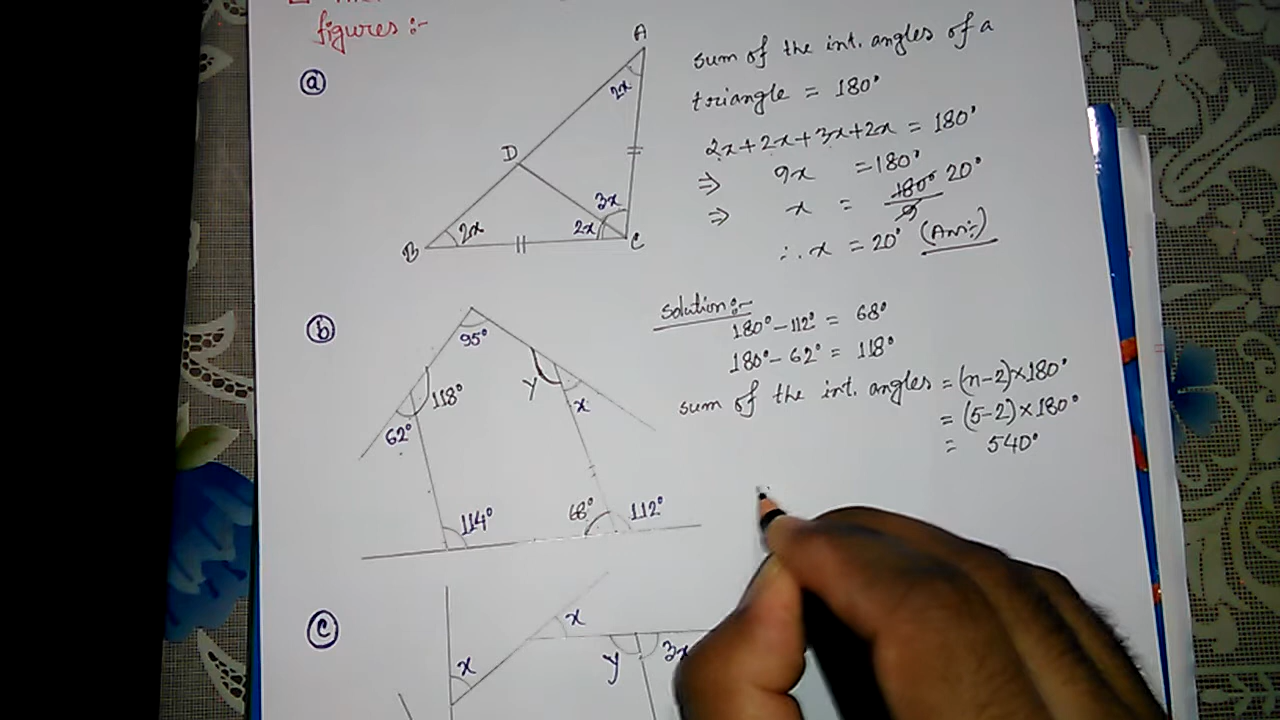 figures :-
(a)
A
2x
D
3x
2x
2x
B
C
sum of the int. angles of a
triangle = 180°
2x+2x+3x+2x = 180°
⇒ 9x = 180°
⇒ x = 180°/9 20°
∴ x = 20° (Ans:)
(b)
95°
118°
y
x
62°
114°
68°
112°
Solution:-
180°-112° = 68°
180°-62° = 118°
sum of the int. angles = (n-2)×180°
= (5-2)×180°
= 540°
(c)
x
x
y
3x